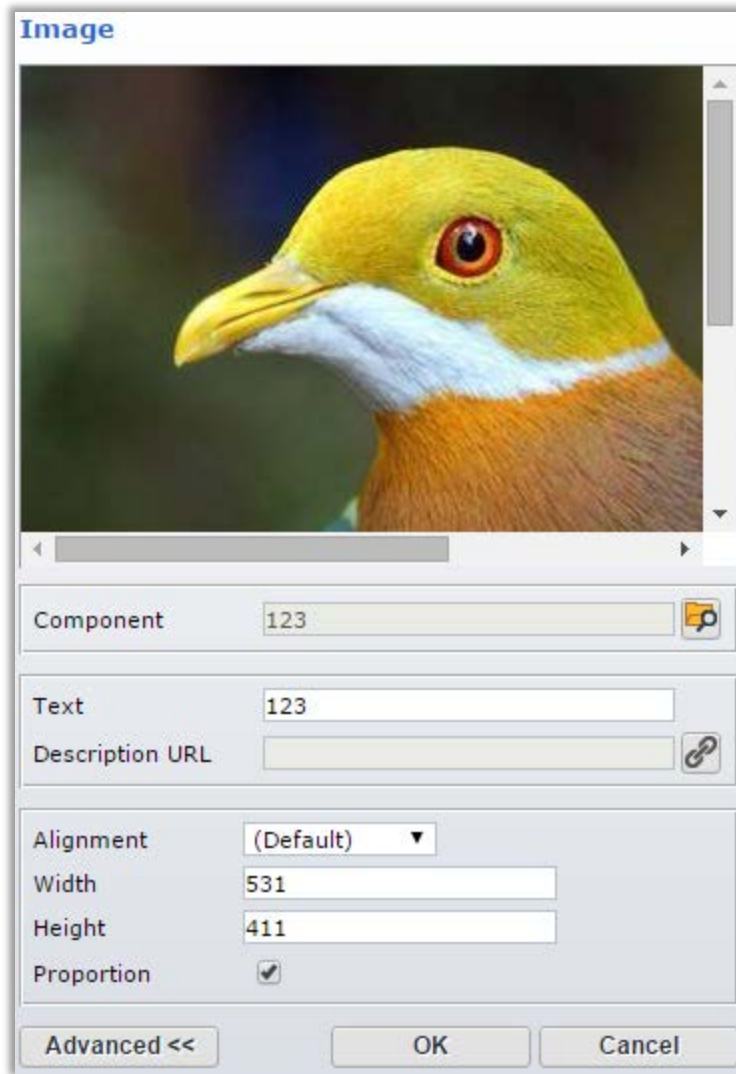 Image
Component 123
Text 123
Description URL
Alignment (Default)
Width 531
Height 411
Proportion
Advanced << OK Cancel